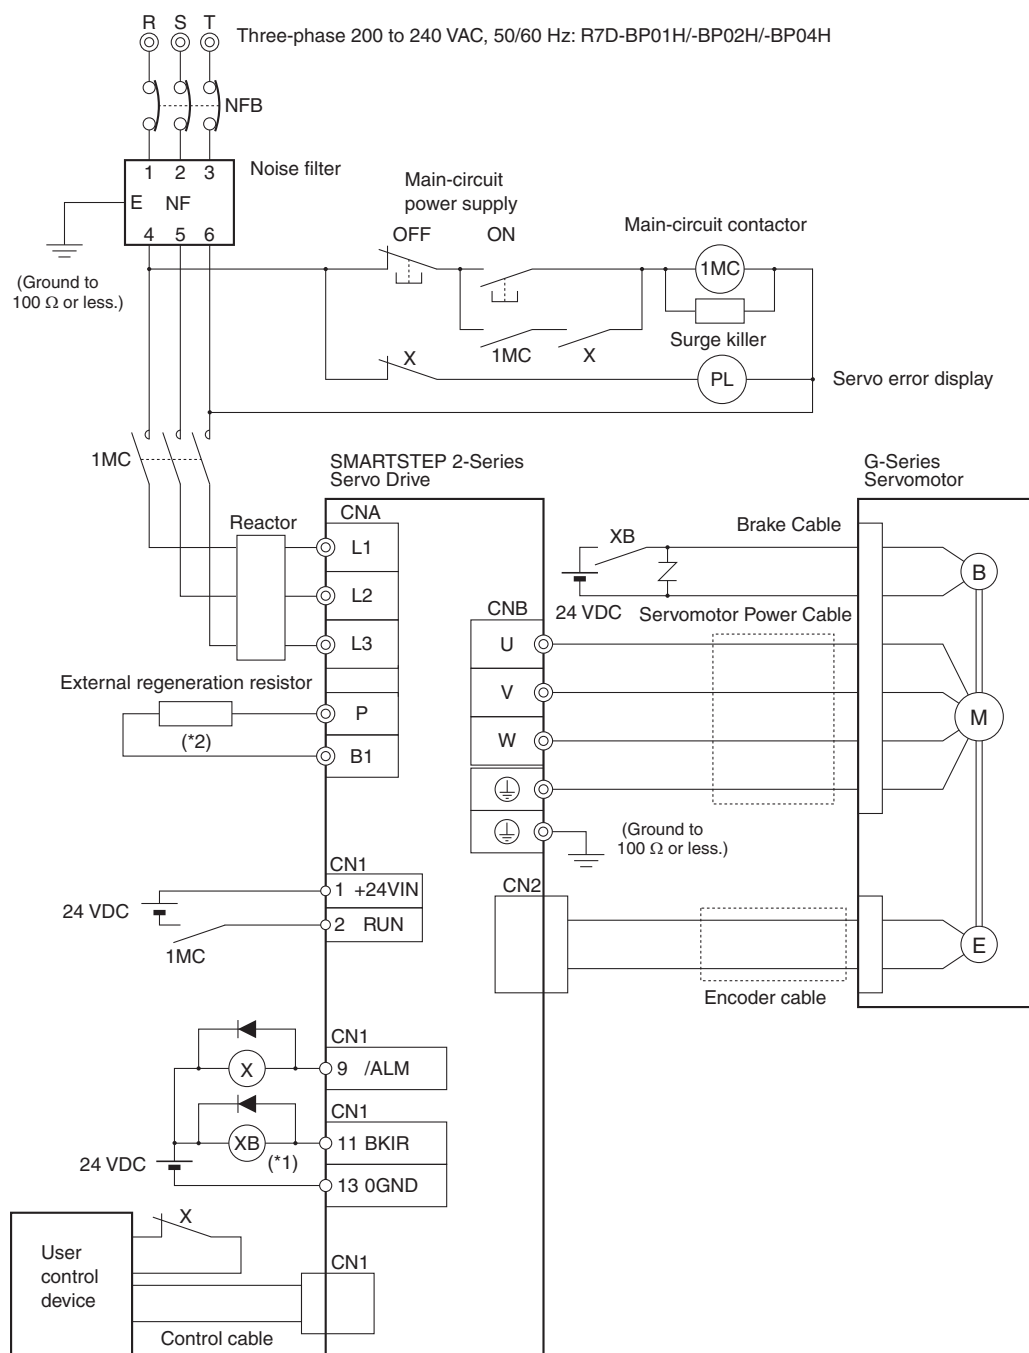 R S T
Three-phase 200 to 240 VAC, 50/60 Hz: R7D-BP01H/-BP02H/-BP04H
NFB
1 2 3
Noise filter
E NF
4 5 6
(Ground to
100 Ω or less.)
Main-circuit
power supply
OFF ON
Main-circuit contactor
1MC
Surge killer
1MC X
X
PL
Servo error display
1MC
SMARTSTEP 2-Series
Servo Drive
G-Series
Servomotor
Reactor
CNA
L1
L2
L3
External regeneration resistor
(*2)
P
B1
XB
Brake Cable
B
24 VDC
Servomotor Power Cable
CNB
U
V
W
M
(Ground to
100 Ω or less.)
CN1
1 +24VIN
24 VDC
2 RUN
1MC
CN2
E
Encoder cable
CN1
X
9 /ALM
CN1
XB
(*1)
11 BKIR
24 VDC
13 0GND
X
User
control
device
CN1
Control cable